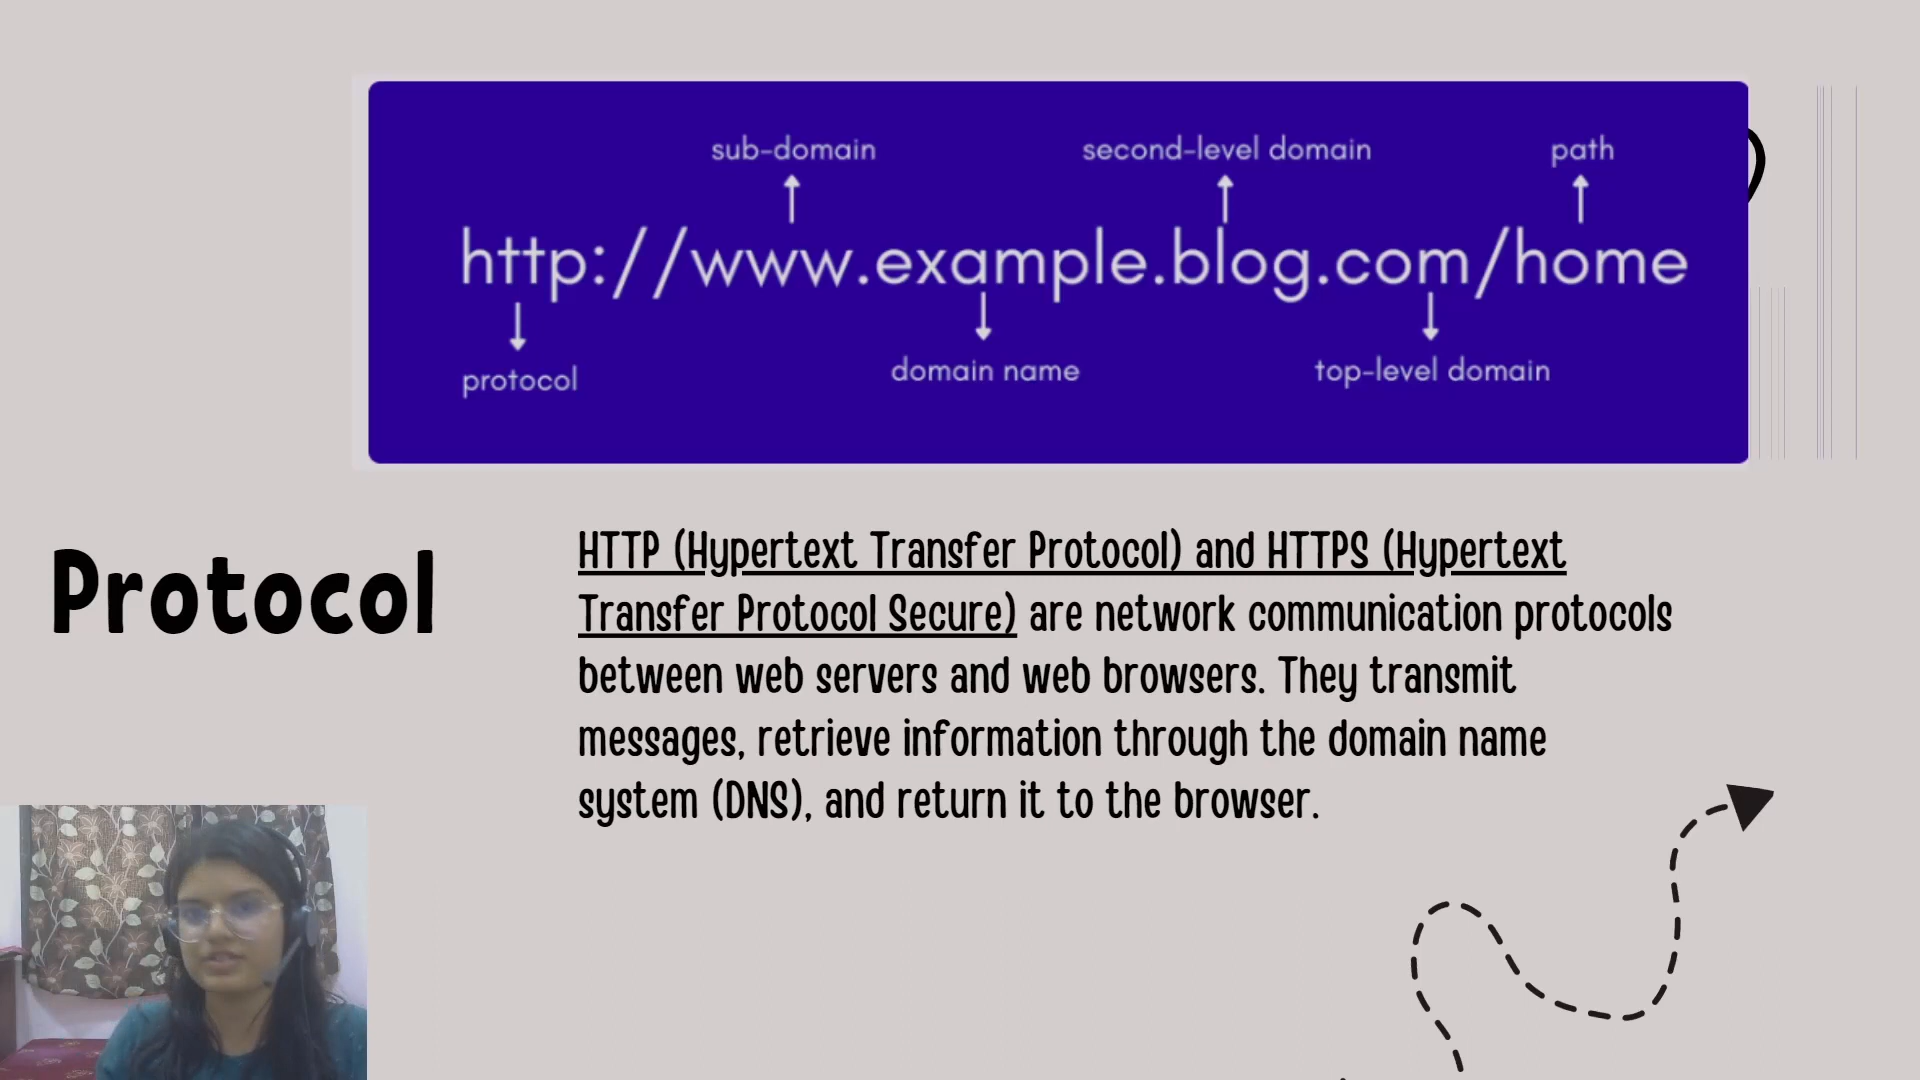 sub-domain second-level domain path
http://www.example.blog.com/home
protocol domain name top-level domain
Protocol
HTTP (Hypertext Transfer Protocol) and HTTPS (Hypertext
Transfer Protocol Secure) are network communication protocols
between web servers and web browsers. They transmit
messages, retrieve information through the domain name
system (DNS), and return it to the browser.